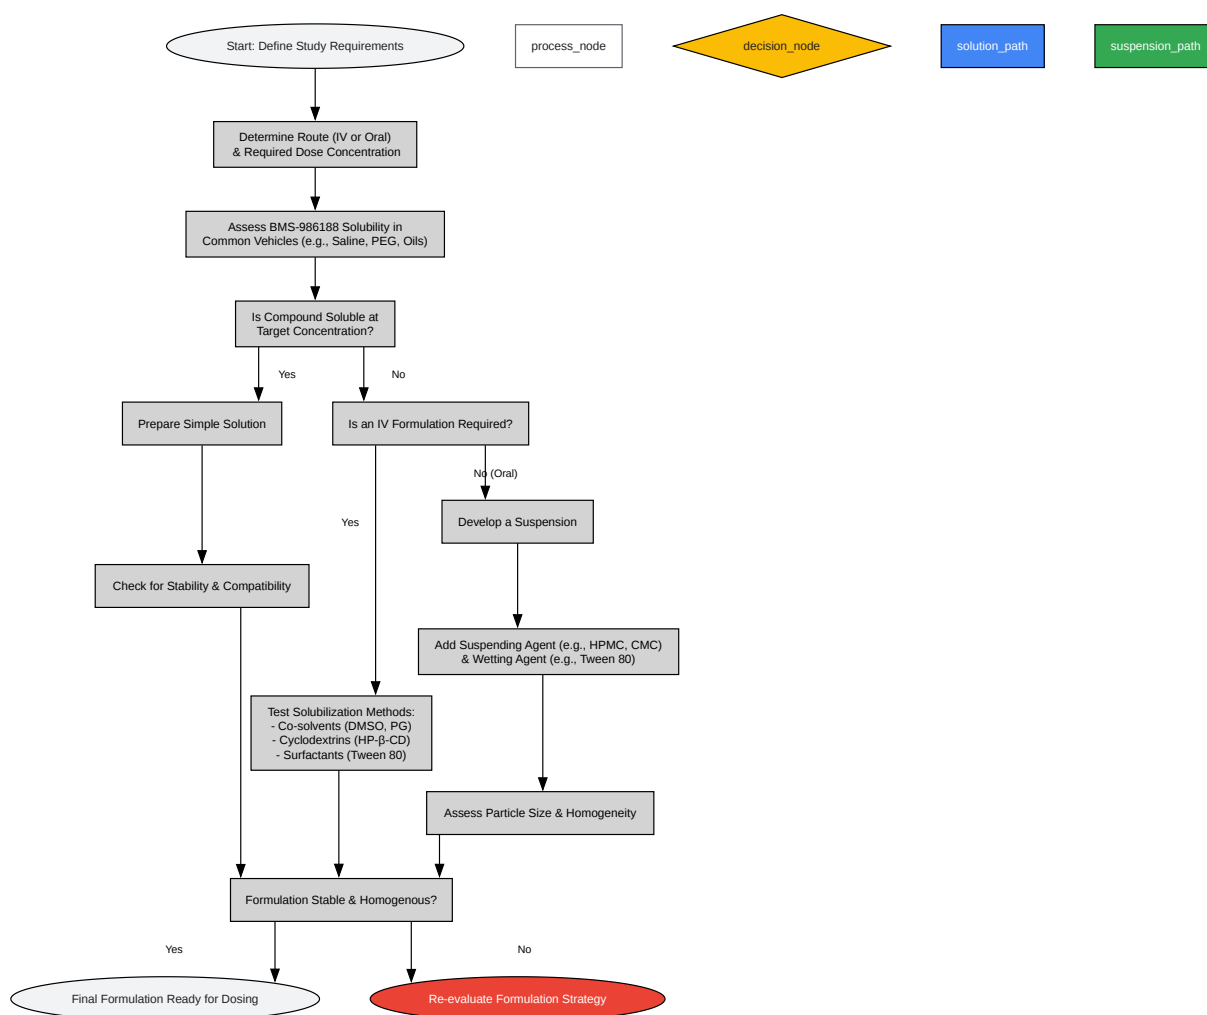 Start: Define Study Requirements
process_node
decision_node
solution_path
suspension_path
Determine Route (IV or Oral)
& Required Dose Concentration
Assess BMS-986188 Solubility in
Common Vehicles (e.g., Saline, PEG, Oils)
Is Compound Soluble at
Target Concentration?
Yes
No
Prepare Simple Solution
Is an IV Formulation Required?
No (Oral)
Yes
Develop a Suspension
Check for Stability & Compatibility
Add Suspending Agent (e.g., HPMC, CMC)
& Wetting Agent (e.g., Tween 80)
Test Solubilization Methods:
- Co-solvents (DMSO, PG)
- Cyclodextrins (HP-β-CD)
- Surfactants (Tween 80)
Assess Particle Size & Homogeneity
Formulation Stable & Homogenous?
Yes
No
Final Formulation Ready for Dosing
Re-evaluate Formulation Strategy